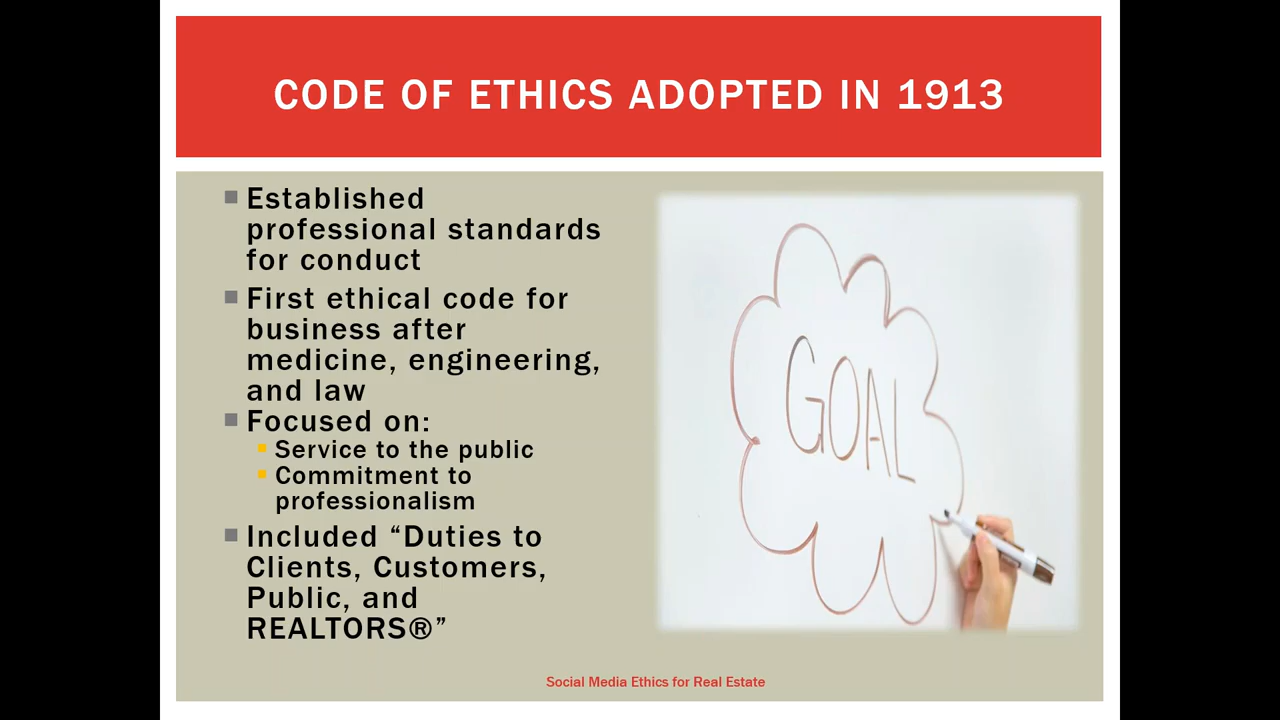 CODE OF ETHICS ADOPTED IN 1913
Established
professional standards
for conduct
First ethical code for
business after
medicine, engineering,
and law
Focused on:
Service to the public
Commitment to
professionalism
Included “Duties to
Clients, Customers,
Public, and
REALTORS®”
GOAL
Social Media Ethics for Real Estate